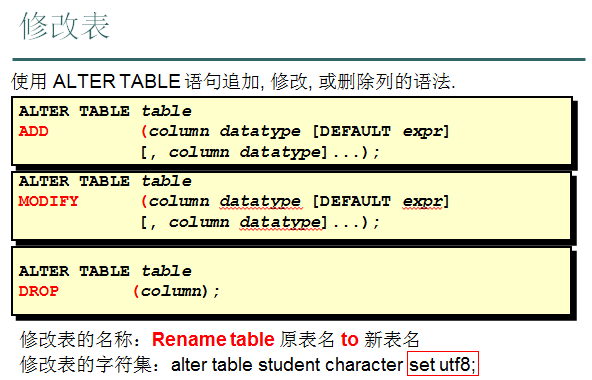 修改表
使用 ALTER TABLE 语句追加, 修改, 或删除列的语法.
ALTER TABLE table
ADD (column datatype [DEFAULT expr]
[, column datatype]...);
ALTER TABLE table
MODIFY (column datatype [DEFAULT expr]
[, column datatype]...);
ALTER TABLE table
DROP (column);
修改表的名称：Rename table 原表名 to 新表名
修改表的字符集：alter table student character set utf8;